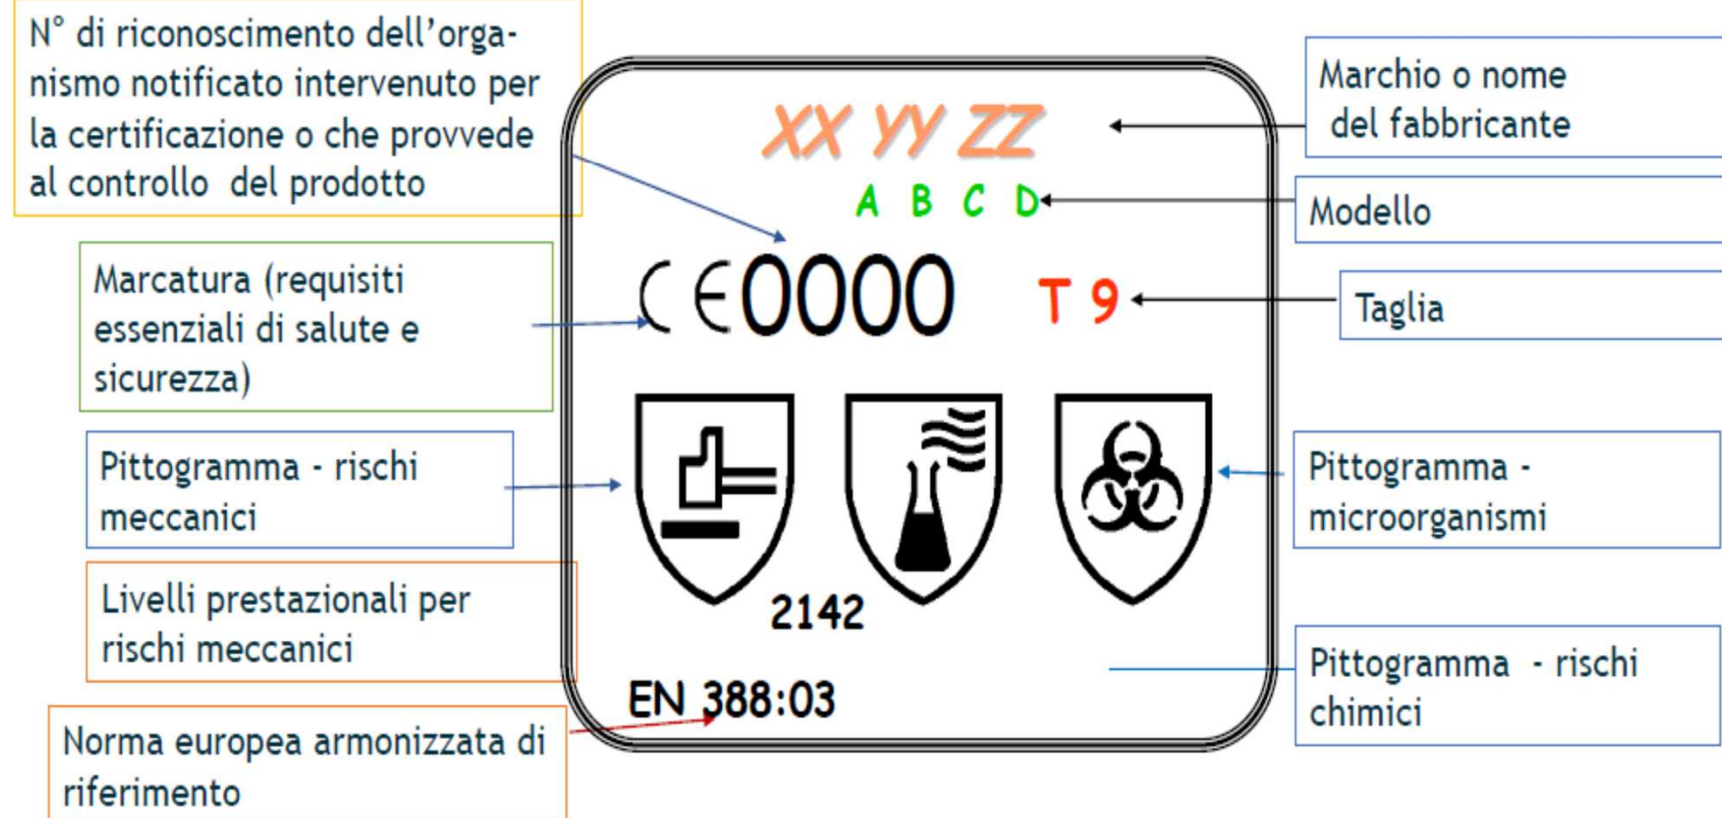 N° di riconoscimento dell'orga-
nismo notificato intervenuto per
la certificazione o che provvede
al controllo del prodotto
Marcatura (requisiti
essenziali di salute e
sicurezza)
Pittogramma - rischi
meccanici
Livelli prestazionali per
rischi meccanici
Norma europea armonizzata di
riferimento
XX YY ZZ
A B C D
CE0000
T 9
2142
EN 388:03
Marchio o nome
del fabbricante
Modello
Taglia
Pittogramma -
microorganismi
Pittogramma - rischi
chimici